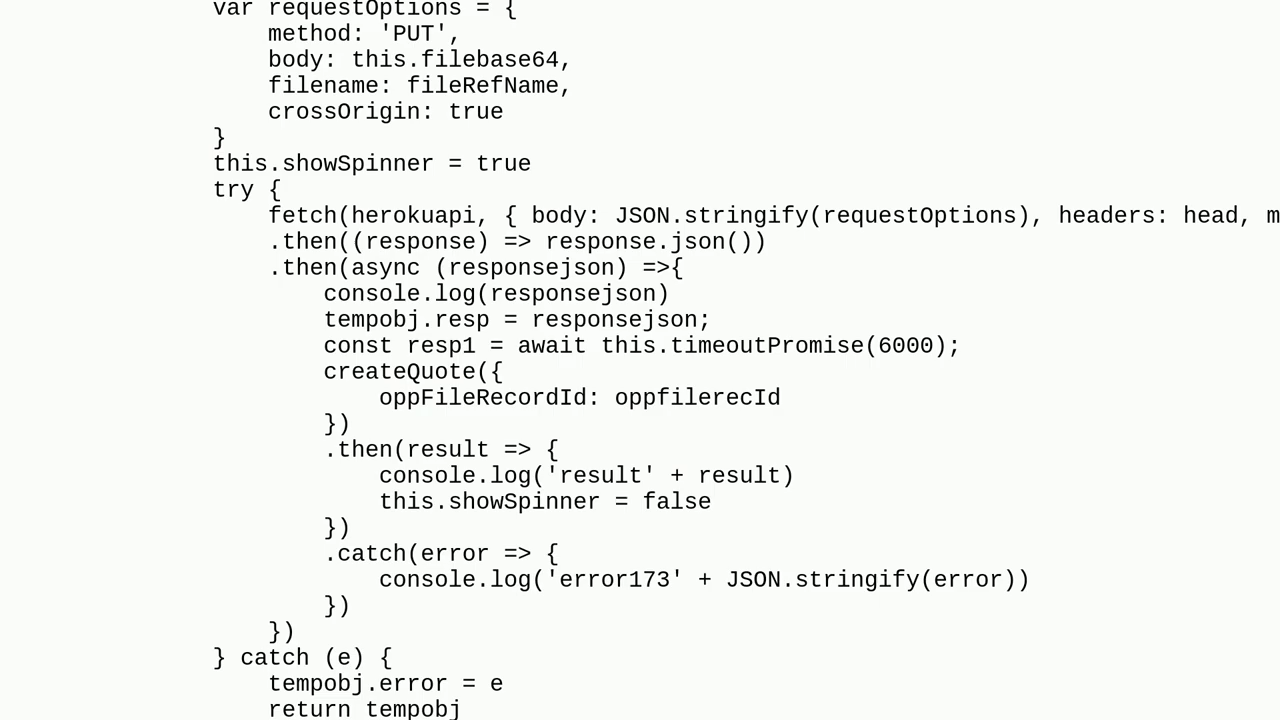 var requestOptions = {
method: 'PUT',
body: this.filebase64,
filename: fileRefName,
crossOrigin: true
}
this.showSpinner = true
try {
fetch(herokuapi, { body: JSON.stringify(requestOptions), headers: head, m
.then((response) => response.json())
.then(async (responsejson) =>{
console.log(responsejson)
tempobj.resp = responsejson;
const resp1 = await this.timeoutPromise(6000);
createQuote({
oppFileRecordId: oppfilerecId
})
.then(result => {
console.log('result' + result)
this.showSpinner = false
})
.catch(error => {
console.log('error173' + JSON.stringify(error))
})
})
} catch (e) {
tempobj.error = e
return tempobj